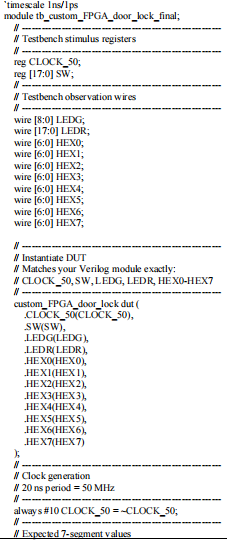 `timescale 1ns/1ps
module tb_custom_FPGA_door_lock_final;
// ------------------------------------------------------------
// Testbench stimulus registers
// ------------------------------------------------------------
reg CLOCK_50;
reg [17:0] SW;
// ------------------------------------------------------------
// Testbench observation wires
// ------------------------------------------------------------
wire [8:0] LEDG;
wire [17:0] LEDR;
wire [6:0] HEX0;
wire [6:0] HEX1;
wire [6:0] HEX2;
wire [6:0] HEX3;
wire [6:0] HEX4;
wire [6:0] HEX5;
wire [6:0] HEX6;
wire [6:0] HEX7;
// ------------------------------------------------------------
// Instantiate DUT
// Matches your Verilog module exactly:
// CLOCK_50, SW, LEDG, LEDR, HEX0-HEX7
// ------------------------------------------------------------
custom_FPGA_door_lock dut (
.CLOCK_50(CLOCK_50),
.SW(SW),
.LEDG(LEDG),
.LEDR(LEDR),
.HEX0(HEX0),
.HEX1(HEX1),
.HEX2(HEX2),
.HEX3(HEX3),
.HEX4(HEX4),
.HEX5(HEX5),
.HEX6(HEX6),
.HEX7(HEX7)
);
// ------------------------------------------------------------
// Clock generation
// 20 ns period = 50 MHz
// ------------------------------------------------------------
always #10 CLOCK_50 = ~CLOCK_50;
// ------------------------------------------------------------
// Expected 7-segment values